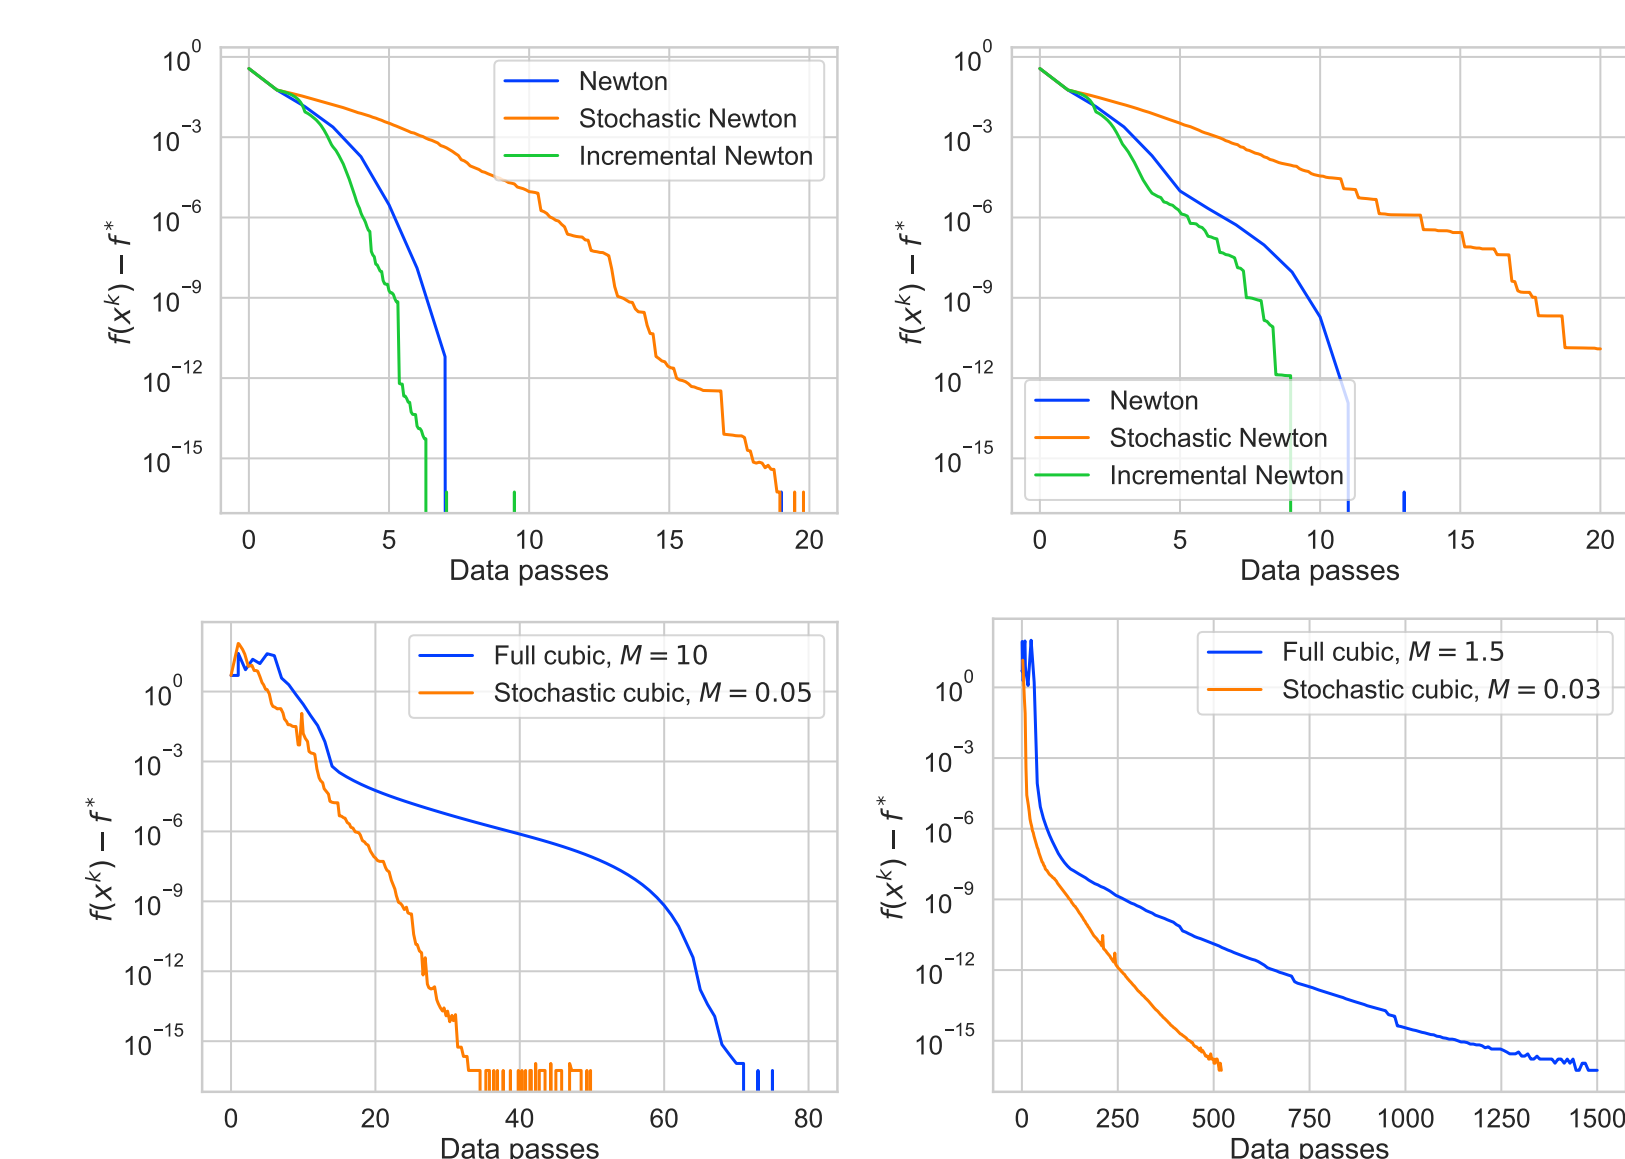 10^0
10^−3
10^−6
10^−9
10^−12
10^−15
f(x^k) − f^*
Newton
Stochastic Newton
Incremental Newton
0 5 10 15 20
Data passes
10^0
10^−3
10^−6
10^−9
10^−12
10^−15
f(x^k) − f^*
Newton
Stochastic Newton
Incremental Newton
0 5 10 15 20
Data passes
10^0
10^−3
10^−6
10^−9
10^−12
10^−15
f(x^k) − f^*
Full cubic, M = 10
Stochastic cubic, M = 0.05
0 20 40 60 80
Data passes
10^0
10^−3
10^−6
10^−9
10^−12
10^−15
f(x^k) − f^*
Full cubic, M = 1.5
Stochastic cubic, M = 0.03
0 250 500 750 1000 1250 1500
Data passes